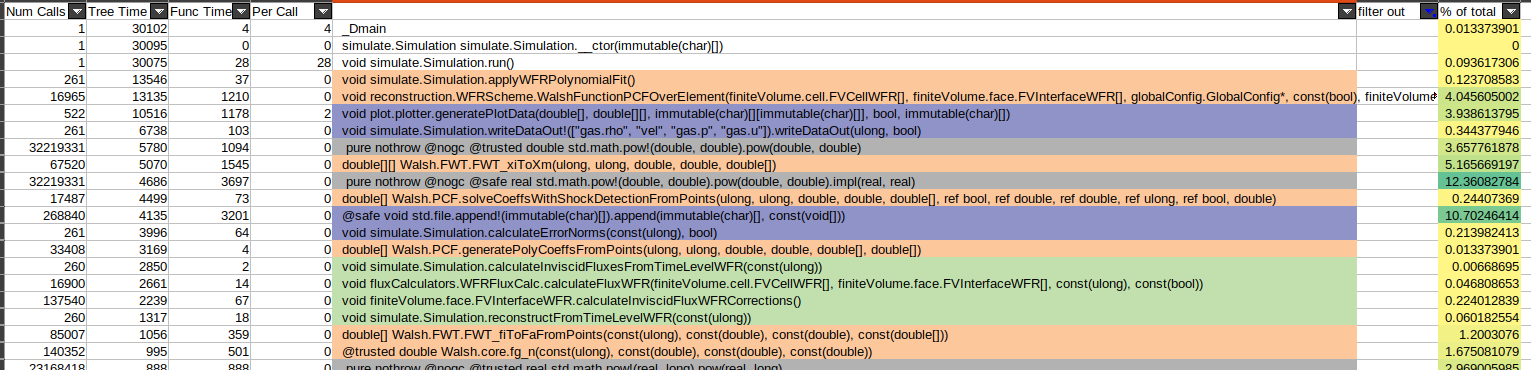 Num Calls Tree Time Func Time Per Call filter out % of total
1 30102 4 4 _Dmain 0.013373901
1 30095 0 0 simulate.Simulation simulate.Simulation.__ctor(immutable(char)[]) 0
1 30075 28 28 void simulate.Simulation.run() 0.093617306
261 13546 37 0 void simulate.Simulation.applyWFRPolynomialFit() 0.123708583
16965 13135 1210 0 void reconstruction.WFRScheme.WalshFunctionPCFOverElement(finiteVolume.cell.FVCellWFR[], finiteVolume.face.FVInterfaceWFR[], globalConfig.GlobalConfig*, const(bool), finiteVolume 4.045605002
522 10516 1178 2 void plot.plotter.generatePlotData(double[], double[][], immutable(char)[][immutable(char)[]], bool, immutable(char)[]) 3.938613795
261 6738 103 0 void simulate.Simulation.writeDataOut!(["gas.rho", "vel", "gas.p", "gas.u"]).writeDataOut(ulong, bool) 0.344377946
32219331 5780 1094 0 pure nothrow @nogc @trusted double std.math.pow!(double, double).pow(double, double) 3.657761878
67520 5070 1545 0 double[][] Walsh.FWT.FWT_xiToXm(ulong, ulong, double, double, double[]) 5.165669197
32219331 4686 3697 0 pure nothrow @nogc @safe real std.math.pow!(double, double).pow(double, double).impl(real, real) 12.36082784
17487 4499 73 0 double[] Walsh.PCF.solveCoeffsWithShockDetectionFromPoints(ulong, ulong, double, double, double[], ref bool, ref double, ref double, ref ulong, ref bool, double) 0.24407369
268840 4135 3201 0 @safe void std.file.append!(immutable(char)[]).append(immutable(char)[], const(void[])) 10.70246414
261 3996 64 0 void simulate.Simulation.calculateErrorNorms(const(ulong), bool) 0.213982413
33408 3169 4 0 double[] Walsh.PCF.generatePolyCoeffsFromPoints(ulong, ulong, double, double, double[], double[]) 0.013373901
260 2850 2 0 void simulate.Simulation.calculateInviscidFluxesFromTimeLevelWFR(const(ulong)) 0.00668695
16900 2661 14 0 void fluxCalculators.WFRFluxCalc.calculateFluxWFR(finiteVolume.cell.FVCellWFR[], finiteVolume.face.FVInterfaceWFR[], const(ulong), const(bool)) 0.046808653
137540 2239 67 0 void finiteVolume.face.FVInterfaceWFR.calculateInviscidFluxWFRCorrections() 0.224012839
260 1317 18 0 void simulate.Simulation.reconstructFromTimeLevelWFR(const(ulong)) 0.060182554
85007 1056 359 0 double[] Walsh.FWT.FWT_fiToFaFromPoints(const(ulong), const(double), const(double), const(double[])) 1.2003076
140352 995 501 0 @trusted double Walsh.core.fg_n(const(ulong), const(double), const(double), const(double)) 1.675081079
23168418 888 888 0 pure nothrow @nogc @trusted real std.math.pow!(real, long).pow(real, long) 2.969005985